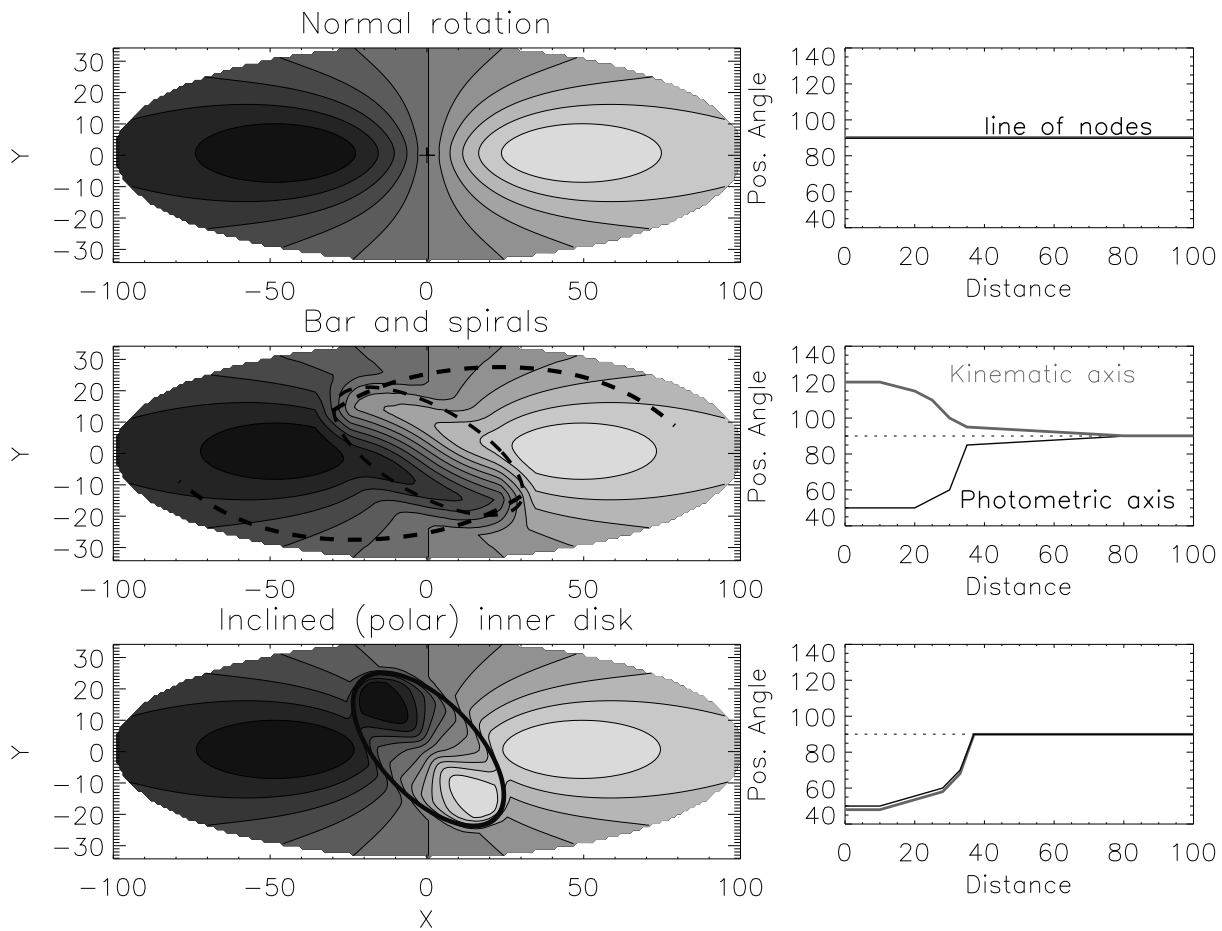 Normal rotation
30
20
10
0
-10
-20
-30
Y
-100 -50 0 50 100
140
120
100
80
60
40
Pos. Angle
line of nodes
0 20 40 60 80 100
Distance
Bar and spirals
30
20
10
0
-10
-20
-30
Y
-100 -50 0 50 100
140
120
100
80
60
40
Pos. Angle
Kinematic axis
Photometric axis
0 20 40 60 80 100
Distance
Inclined (polar) inner disk
30
20
10
0
-10
-20
-30
Y
-100 -50 0 50 100
X
140
120
100
80
60
40
Pos. Angle
0 20 40 60 80 100
Distance